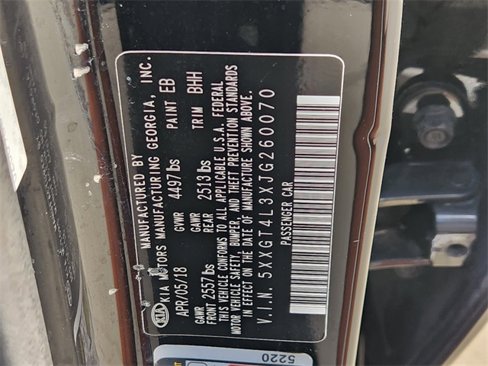 MANUFACTURED BY
KIA KIA MOTORS MANUFACTURING GEORGIA, INC.
APR/05/18 GVWR 4497 lbs PAINT EB
GAWR FRONT 2557 lbs GAWR REAR 2513 lbs TRIM BHH
THIS VEHICLE CONFORMS TO ALL APPLICABLE U.S.A. FEDERAL
MOTOR VEHICLE SAFETY, BUMPER, AND THEFT PREVENTION STANDARDS
IN EFFECT ON THE DATE OF MANUFACTURE SHOWN ABOVE.
V.I.N. 5XXGT4L3XJG260070
PASSENGER CAR
5220